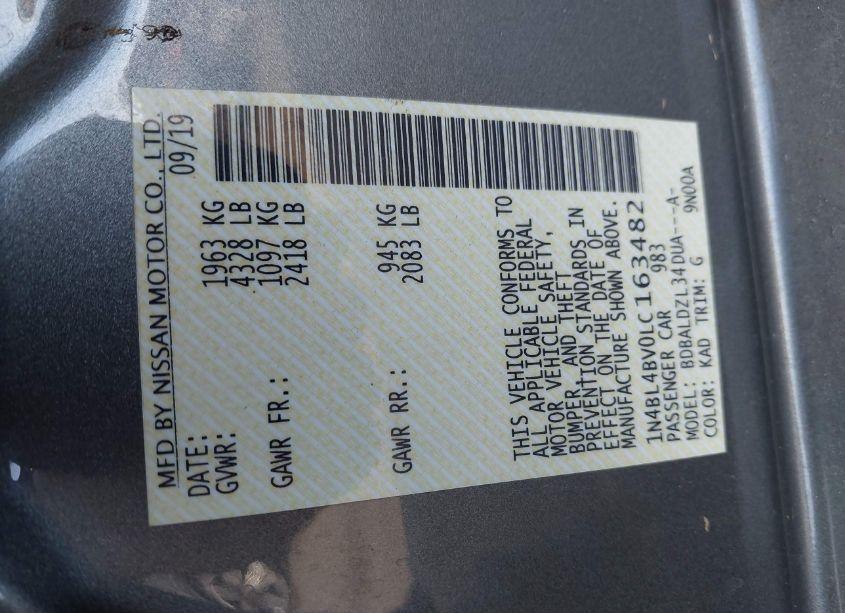 MFD BY NISSAN MOTOR CO., LTD.
DATE: 09/19
GVWR: 1963 KG
4328 LB
GAWR FR.: 1097 KG
2418 LB
GAWR RR.: 945 KG
2083 LB
THIS VEHICLE CONFORMS TO
ALL APPLICABLE FEDERAL
MOTOR VEHICLE SAFETY,
BUMPER, AND THEFT
PREVENTION STANDARDS IN
EFFECT ON THE DATE OF
MANUFACTURE SHOWN ABOVE.
1N4BL4BV0LC163482
PASSENGER CAR 983
MODEL: BDBALDZL34DUA---A-
COLOR: KAD TRIM: G 9N00A